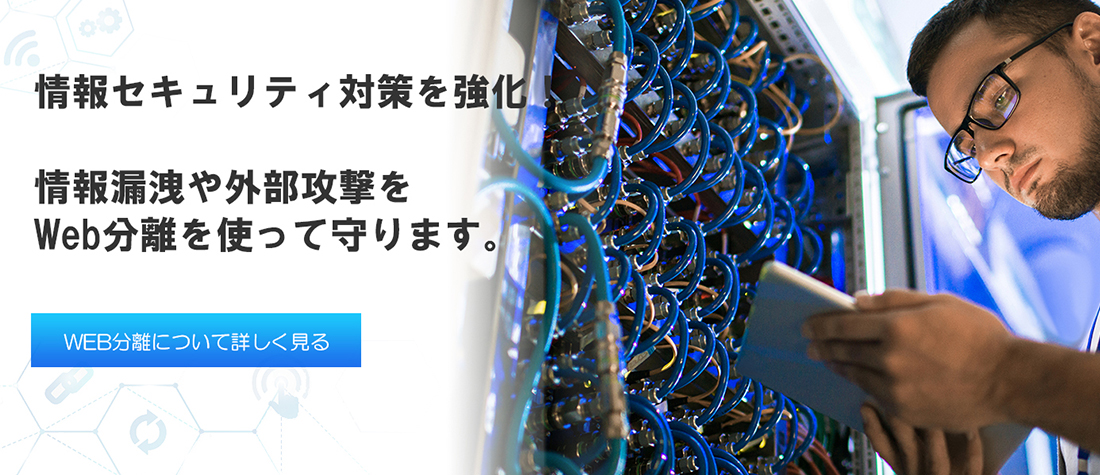 情報セキュリティ対策を強化！
情報漏洩や外部攻撃を
Web分離を使って守ります。
WEB分離について詳しく見る